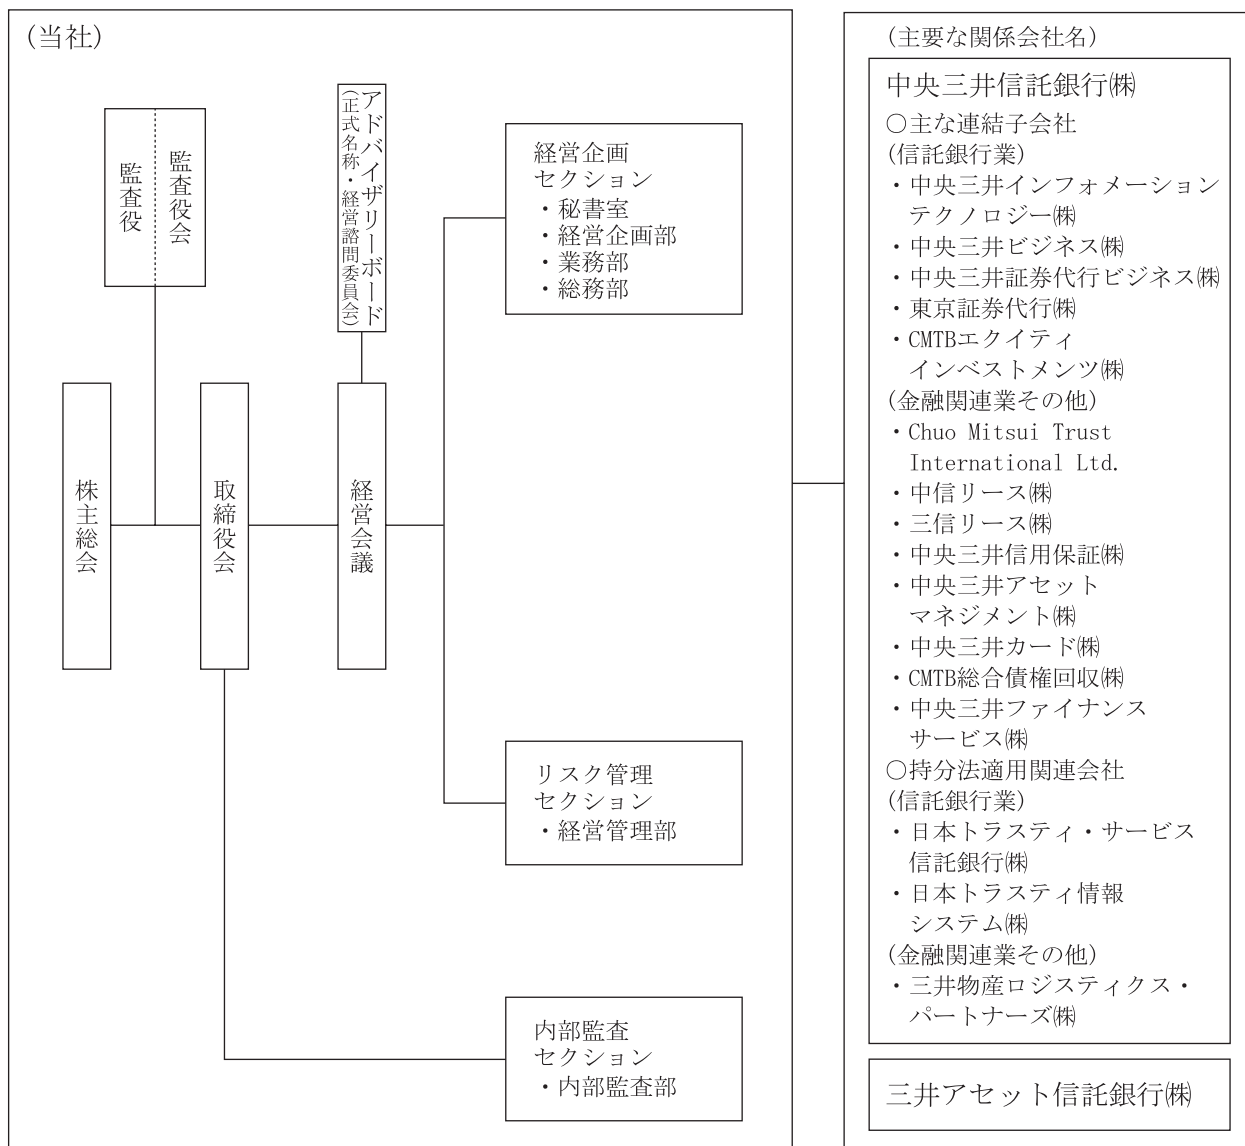 (当社)
監査役
監査役会
アドバイザリーボード
(正式名称・経営諮問委員会)
株主総会
取締役会
経営会議
経営企画
セクション
・秘書室
・経営企画部
・業務部
・総務部
リスク管理
セクション
・経営管理部
内部監査
セクション
・内部監査部
(主要な関係会社名)
中央三井信託銀行㈱
○主な連結子会社
(信託銀行業)
・中央三井インフォメーション
テクノロジー㈱
・中央三井ビジネス㈱
・中央三井証券代行ビジネス㈱
・東京証券代行㈱
・CMTBエクイティ
インベストメンツ㈱
(金融関連業その他)
・Chuo Mitsui Trust
International Ltd.
・中信リース㈱
・三信リース㈱
・中央三井信用保証㈱
・中央三井アセット
マネジメント㈱
・中央三井カード㈱
・CMTB総合債権回収㈱
・中央三井ファイナンス
サービス㈱
○持分法適用関連会社
(信託銀行業)
・日本トラスティ・サービス
信託銀行㈱
・日本トラスティ情報
システム㈱
(金融関連業その他)
・三井物産ロジスティクス・
パートナーズ㈱
三井アセット信託銀行㈱